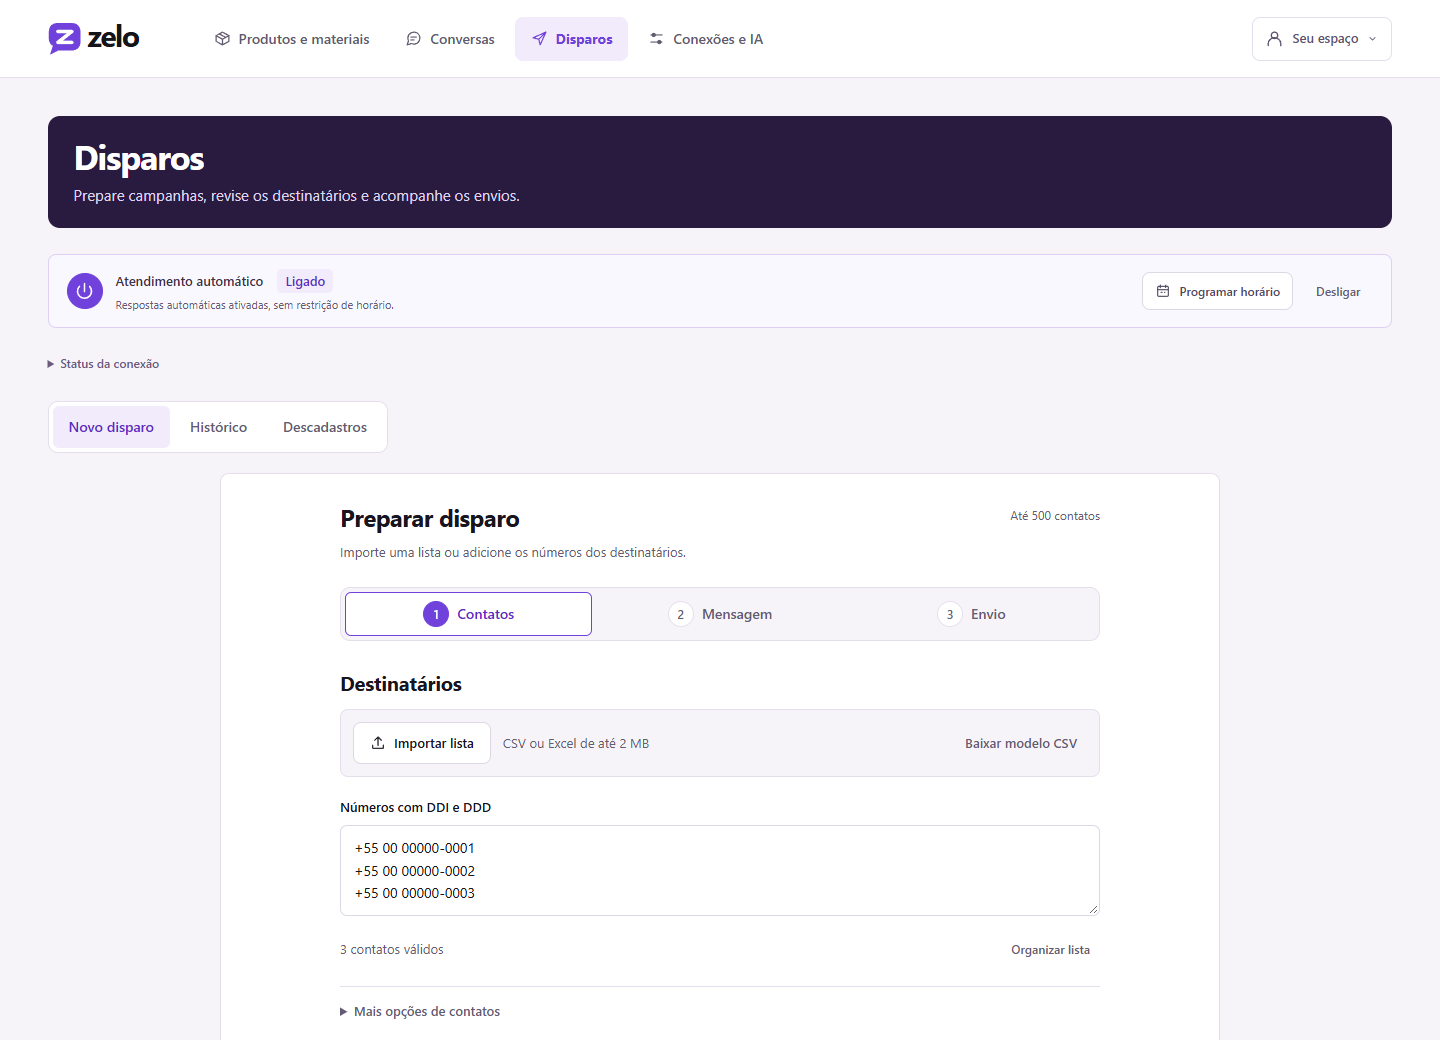 zelo
Produtos e materiais
Conversas
Disparos
Conexões e IA
Seu espaço
Disparos
Prepare campanhas, revise os destinatários e acompanhe os envios.
Atendimento automático
Ligado
Respostas automáticas ativadas, sem restrição de horário.
Programar horário
Desligar
Status da conexão
Novo disparo
Histórico
Descadastros
Preparar disparo
Até 500 contatos
Importe uma lista ou adicione os números dos destinatários.
1 Contatos
2 Mensagem
3 Envio
Destinatários
Importar lista
CSV ou Excel de até 2 MB
Baixar modelo CSV
Números com DDI e DDD
+55 00 00000-0001
+55 00 00000-0002
+55 00 00000-0003
3 contatos válidos
Organizar lista
Mais opções de contatos